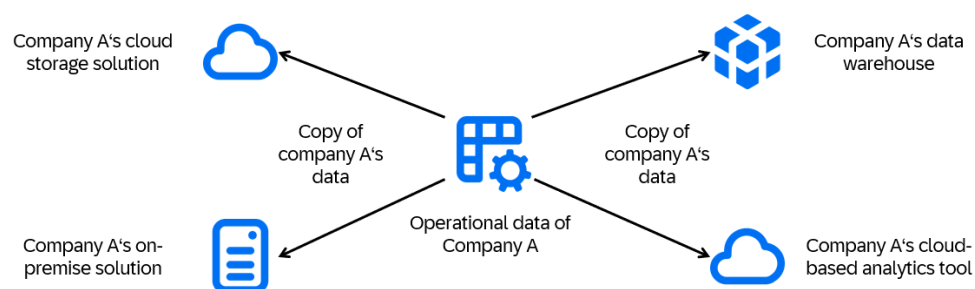 Company A‘s cloud
storage solution
Company A‘s data
warehouse
Copy of
company A‘s
data
Copy of
company A‘s
data
Operational data of
Company A
Company A‘s on-
premise solution
Company A‘s cloud-
based analytics tool